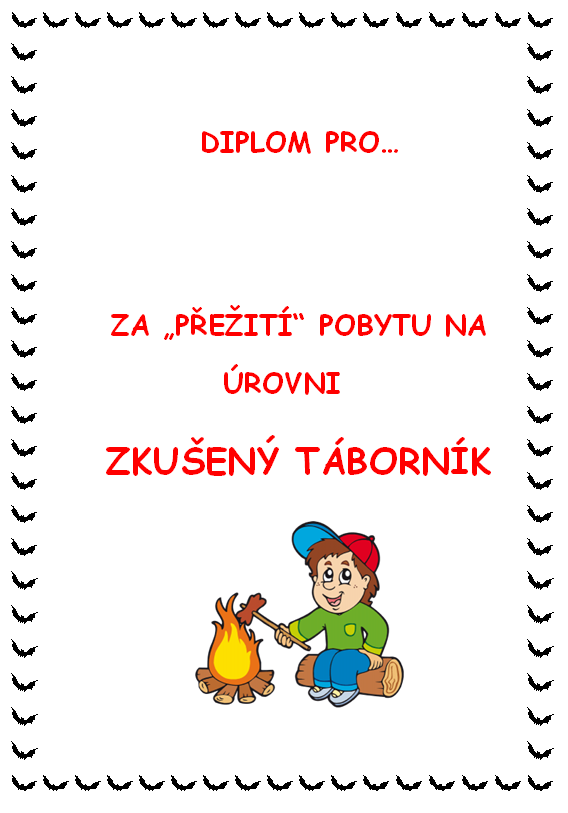 DIPLOM PRO...
ZA „PŘEŽITÍ“ POBYTU NA
ÚROVNI
ZKUŠENÝ TÁBORNÍK